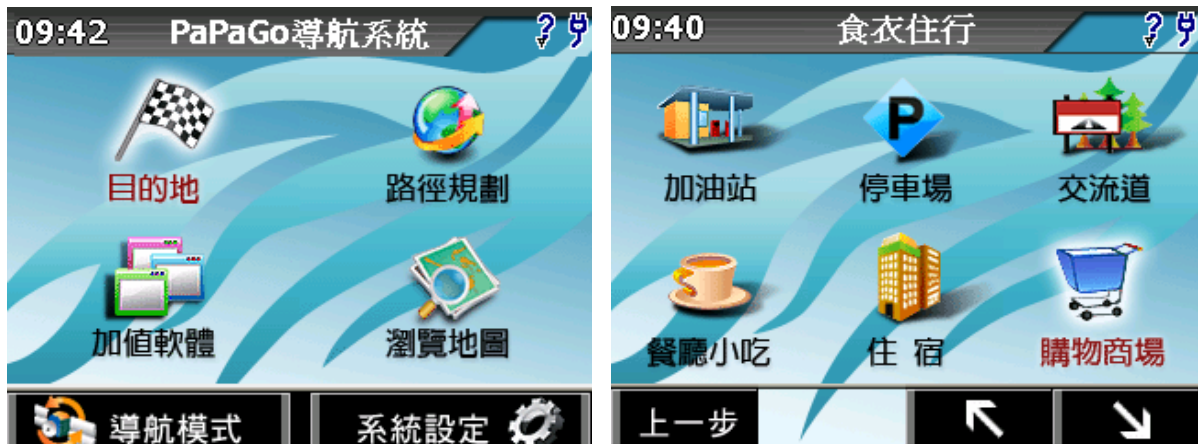 09:42 PaPaGo導航系統
目的地 路徑規劃
加值軟體 瀏覽地圖
導航模式 系統設定
09:40 食衣住行
加油站 停車場 交流道
P
餐廳小吃 住宿 購物商場
上一步